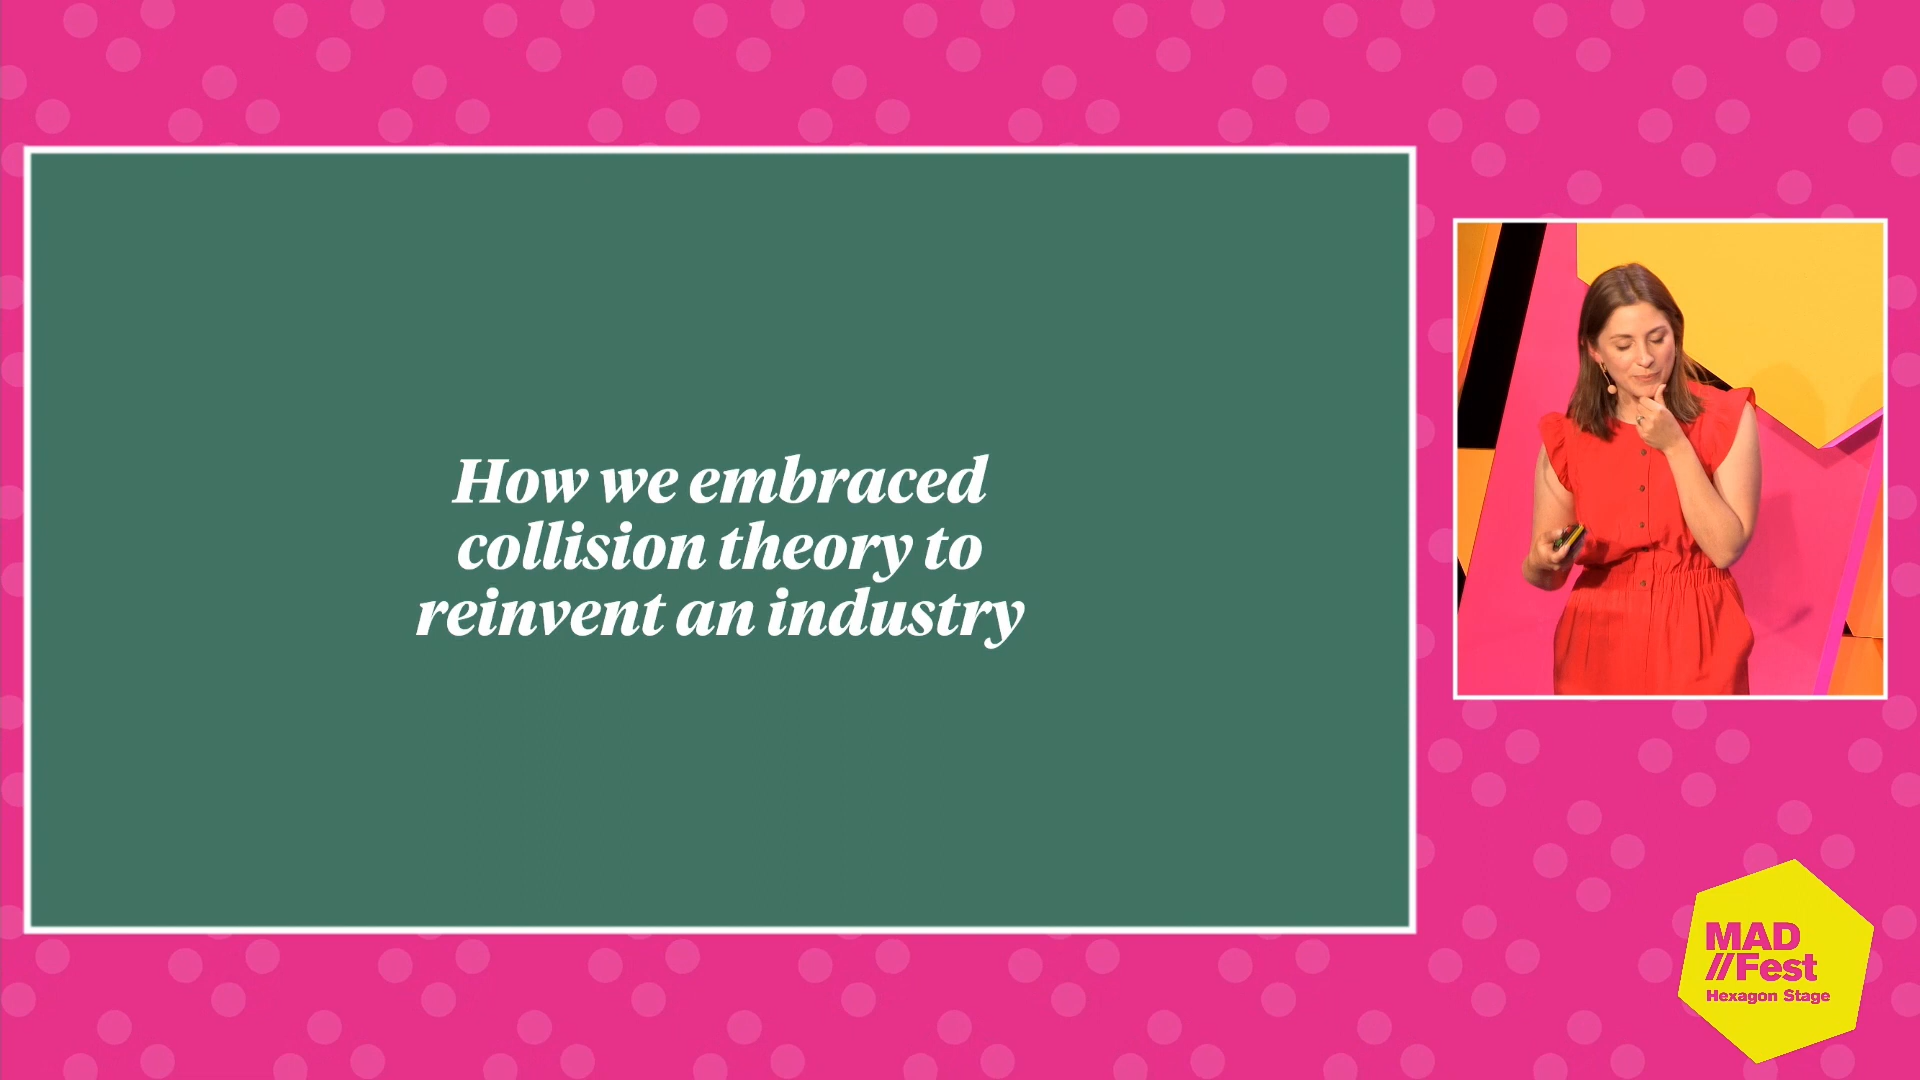 How we embraced
collision theory to
reinvent an industry
MAD
//Fest
Hexagon Stage